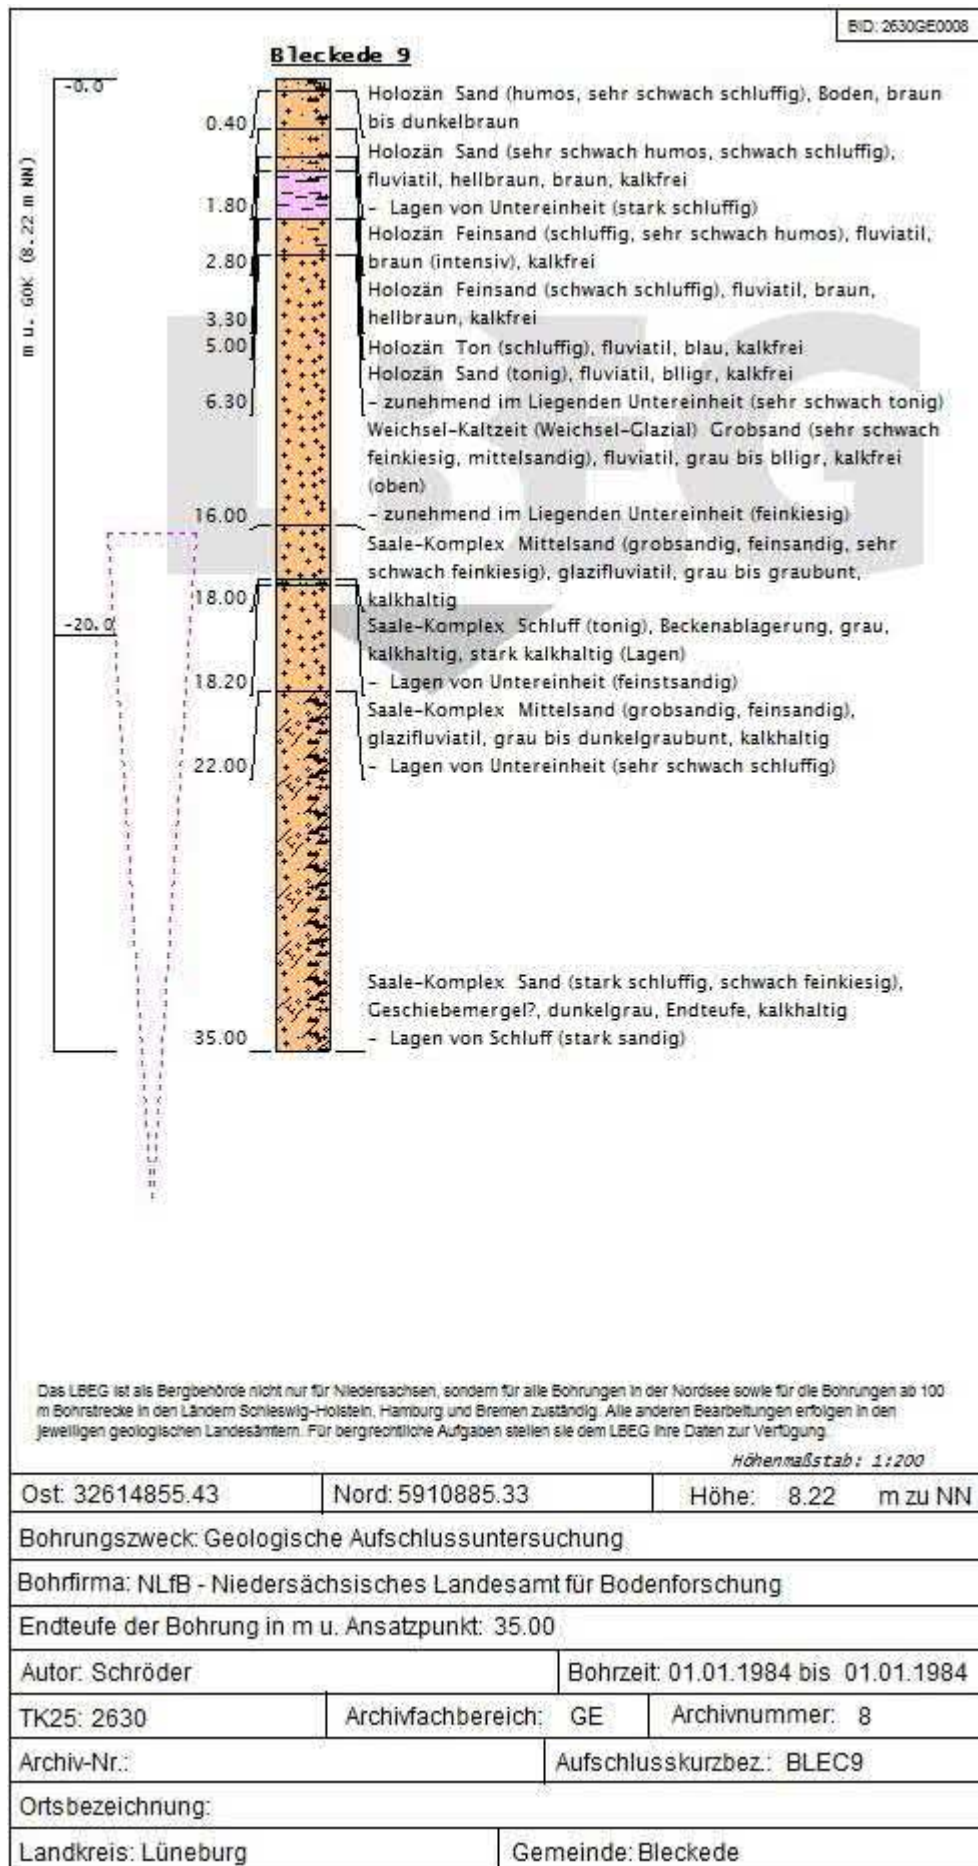 BID: 2630GE0008
Bleckede 9
m u. GOK (8.22 m NN)
-0.0
Holozän Sand (humos, sehr schwach schluffig), Boden, braun
0.40
bis dunkelbraun
Holozän Sand (sehr schwach humos, schwach schluffig),
fluviatil, hellbraun, braun, kalkfrei
1.80
- Lagen von Untereinheit (stark schluffig)
Holozän Feinsand (schluffig, sehr schwach humos), fluviatil,
2.80
braun (intensiv), kalkfrei
Holozän Feinsand (schwach schluffig), fluviatil, braun,
3.30
hellbraun, kalkfrei
5.00
Holozän Ton (schluffig), fluviatil, blau, kalkfrei
Holozän Sand (tonig), fluviatil, blligr, kalkfrei
6.30
- zunehmend im Liegenden Untereinheit (sehr schwach tonig)
Weichsel-Kaltzeit (Weichsel-Glazial) Grobsand (sehr schwach
feinkiesig, mittelsandig), fluviatil, grau bis blligr, kalkfrei
(oben)
16.00
- zunehmend im Liegenden Untereinheit (feinkiesig)
Saale-Komplex Mittelsand (grobsandig, feinsandig, sehr
schwach feinkiesig), glazifluviatil, grau bis graubunt,
18.00
kalkhaltig
-20.0
Saale-Komplex Schluff (tonig), Beckenablagerung, grau,
kalkhaltig, stark kalkhaltig (Lagen)
18.20
- Lagen von Untereinheit (feinstsandig)
Saale-Komplex Mittelsand (grobsandig, feinsandig),
glazifluviatil, grau bis dunkelgraubunt, kalkhaltig
22.00
- Lagen von Untereinheit (sehr schwach schluffig)
Saale-Komplex Sand (stark schluffig, schwach feinkiesig),
Geschiebemergel?, dunkelgrau, Endteufe, kalkhaltig
35.00
- Lagen von Schluff (stark sandig)
LBEG
Das LBEG ist als Bergbehörde nicht nur für Niedersachsen, sondern für alle Bohrungen in der Nordsee sowie für die Bohrungen ab 100
m Bohrstrecke in den Ländern Schleswig-Holstein, Hamburg und Bremen zuständig. Alle anderen Bearbeitungen erfolgen in den
jeweiligen geologischen Landesämtern. Für bergrechtliche Aufgaben stellen sie dem LBEG ihre Daten zur Verfügung.
Höhenmaßstab: 1:200
Ost: 32614855.43 Nord: 5910885.33 Höhe: 8.22 m zu NN
Bohrungszweck: Geologische Aufschlussuntersuchung
Bohrfirma: NLfB - Niedersächsisches Landesamt für Bodenforschung
Endteufe der Bohrung in m u. Ansatzpunkt: 35.00
Autor: Schröder Bohrzeit: 01.01.1984 bis 01.01.1984
TK25: 2630 Archivfachbereich: GE Archivnummer: 8
Archiv-Nr.: Aufschlusskurzbez.: BLEC9
Ortsbezeichnung:
Landkreis: Lüneburg Gemeinde: Bleckede